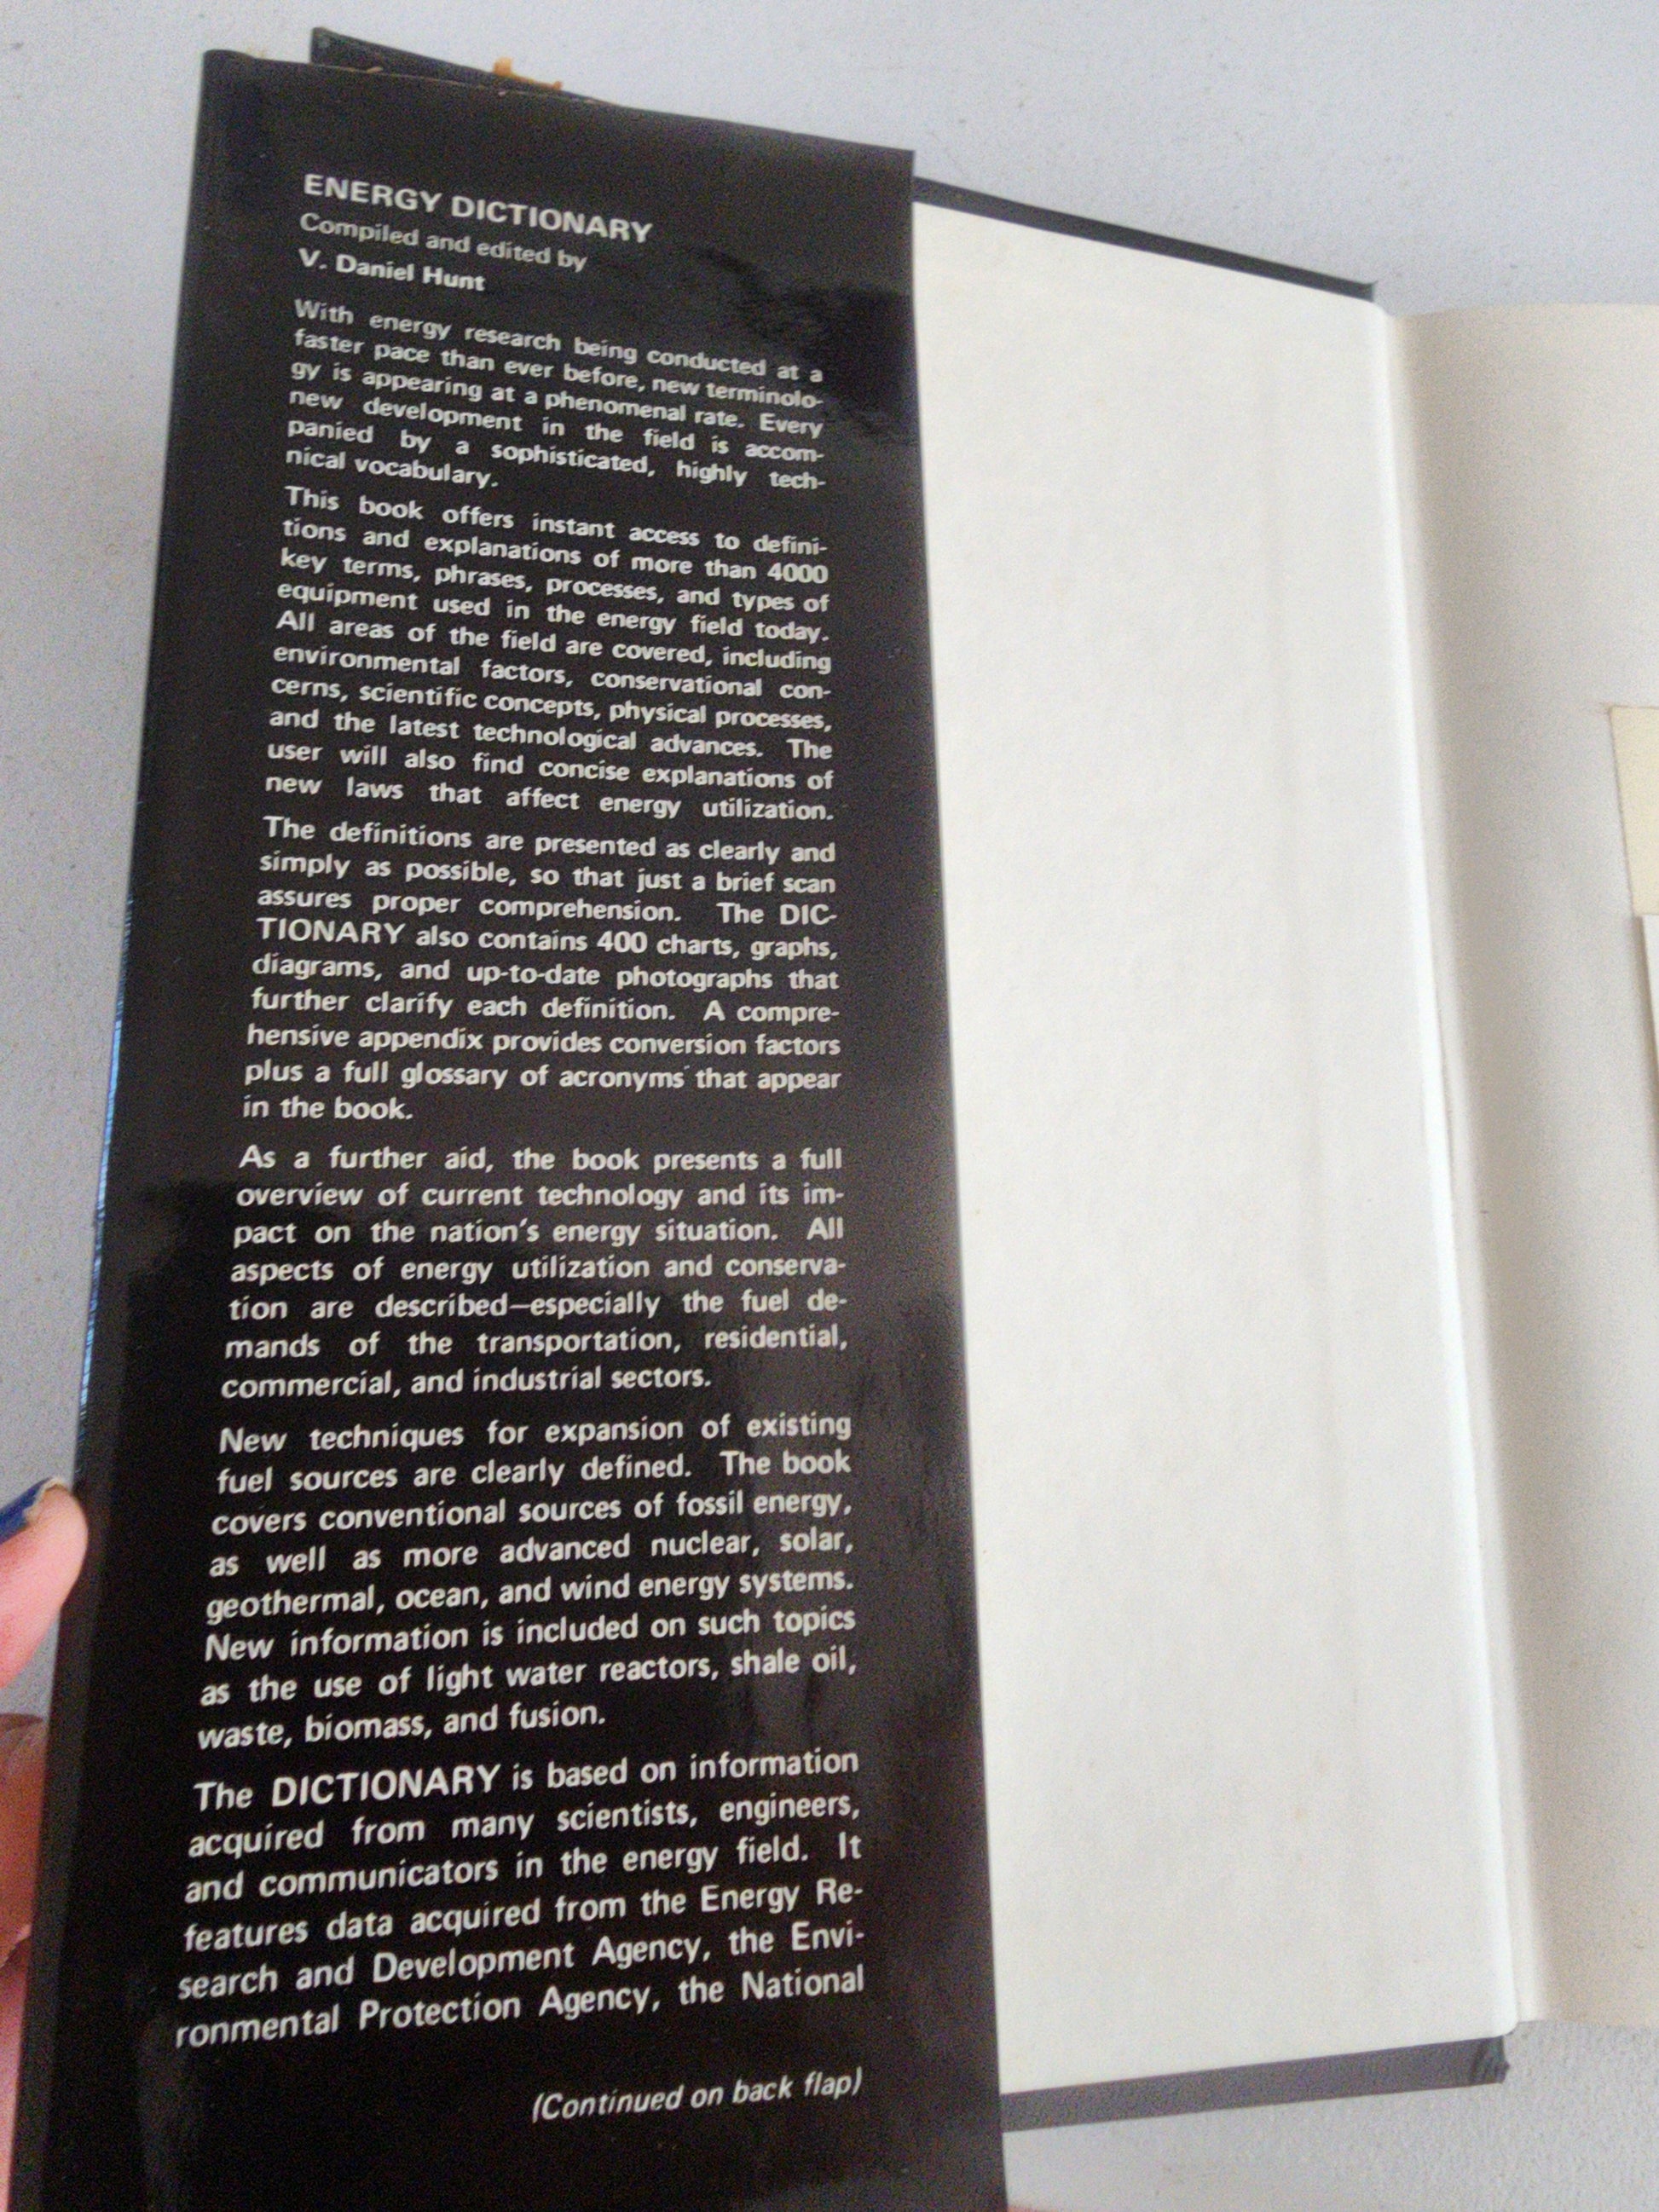 ENERGY DICTIONARY
Compiled and edited by
V. Daniel Hunt
With energy research being conducted at a
faster pace than ever before, new terminolo-
gy is appearing at a phenomenal rate. Every
new development in the field is accom-
panied by a sophisticated, highly tech-
nical vocabulary.
This book offers instant access to defini-
tions and explanations of more than 4000
key terms, phrases, processes, and types of
equipment used in the energy field today.
All areas of the field are covered, including
environmental factors, conservational con-
cerns, scientific concepts, physical processes,
and the latest technological advances. The
user will also find concise explanations of
new laws that affect energy utilization.
The definitions are presented as clearly and
simply as possible, so that just a brief scan
assures proper comprehension. The DIC-
TIONARY also contains 400 charts, graphs,
diagrams, and up-to-date photographs that
further clarify each definition. A compre-
hensive appendix provides conversion factors
plus a full glossary of acronyms that appear
in the book.
As a further aid, the book presents a full
overview of current technology and its im-
pact on the nation's energy situation. All
aspects of energy utilization and conserva-
tion are described—especially the fuel de-
mands of the transportation, residential,
commercial, and industrial sectors.
New techniques for expansion of existing
fuel sources are clearly defined. The book
covers conventional sources of fossil energy,
as well as more advanced nuclear, solar,
geothermal, ocean, and wind energy systems.
New information is included on such topics
as the use of light water reactors, shale oil,
waste, biomass, and fusion.
The DICTIONARY is based on information
acquired from many scientists, engineers,
and communicators in the energy field. It
features data acquired from the Energy Re-
search and Development Agency, the Envi-
ronmental Protection Agency, the National
(Continued on back flap)